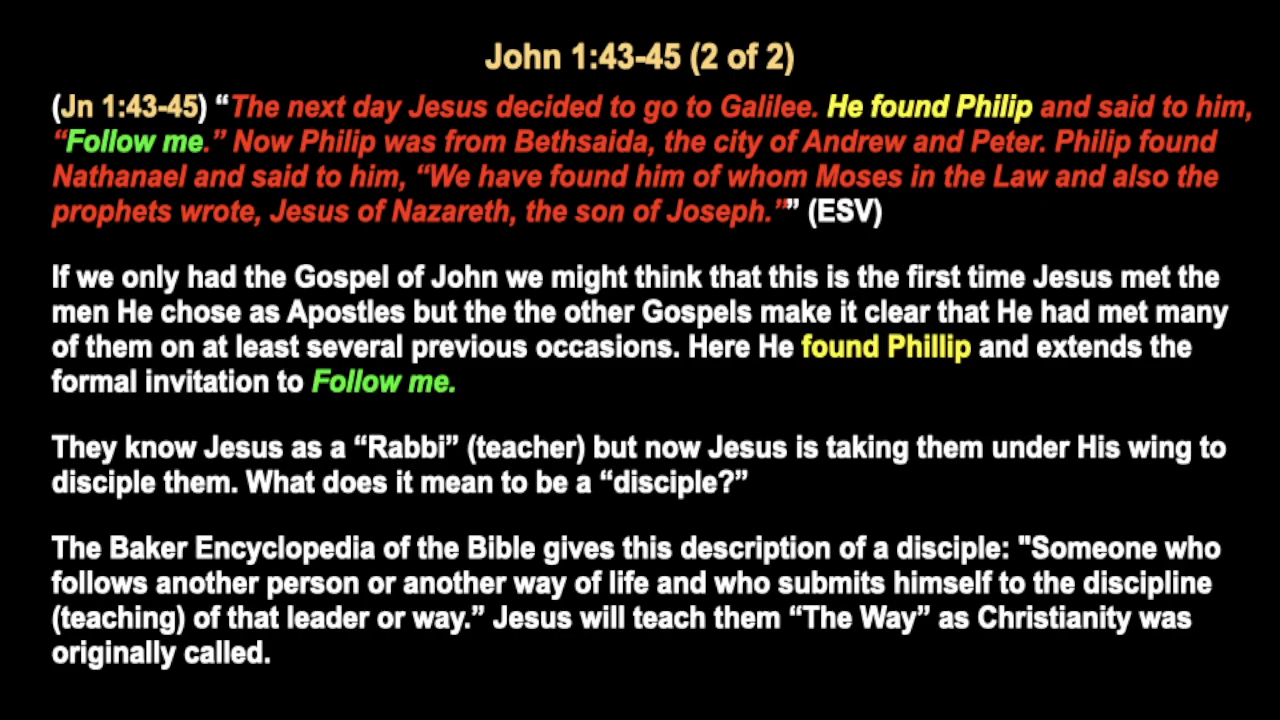 John 1:43-45 (2 of 2)
(Jn 1:43-45) “The next day Jesus decided to go to Galilee. He found Philip and said to him,
“Follow me.” Now Philip was from Bethsaida, the city of Andrew and Peter. Philip found
Nathanael and said to him, “We have found him of whom Moses in the Law and also the
prophets wrote, Jesus of Nazareth, the son of Joseph.”” (ESV)
If we only had the Gospel of John we might think that this is the first time Jesus met the
men He chose as Apostles but the the other Gospels make it clear that He had met many
of them on at least several previous occasions. Here He found Phillip and extends the
formal invitation to Follow me.
They know Jesus as a “Rabbi” (teacher) but now Jesus is taking them under His wing to
disciple them. What does it mean to be a “disciple?”
The Baker Encyclopedia of the Bible gives this description of a disciple: "Someone who
follows another person or another way of life and who submits himself to the discipline
(teaching) of that leader or way.” Jesus will teach them “The Way” as Christianity was
originally called.